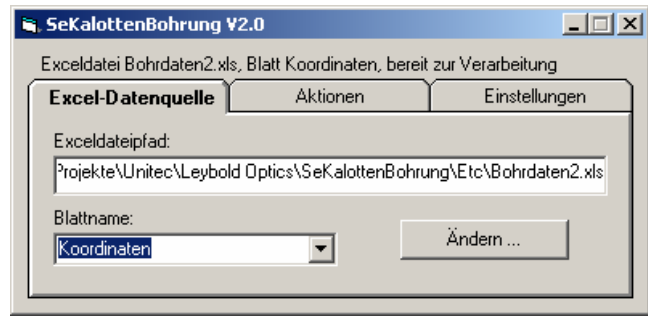 SeKalottenBohrung V2.0
Exceldatei Bohrdaten2.xls, Blatt Koordinaten, bereit zur Verarbeitung
Excel-Datenquelle Aktionen Einstellungen
Exceldateipfad:
Projekte\Unitec\Leybold Optics\SeKalottenBohrung\Etc\Bohrdaten2.xls
Blattname:
Koordinaten
Ändern ...